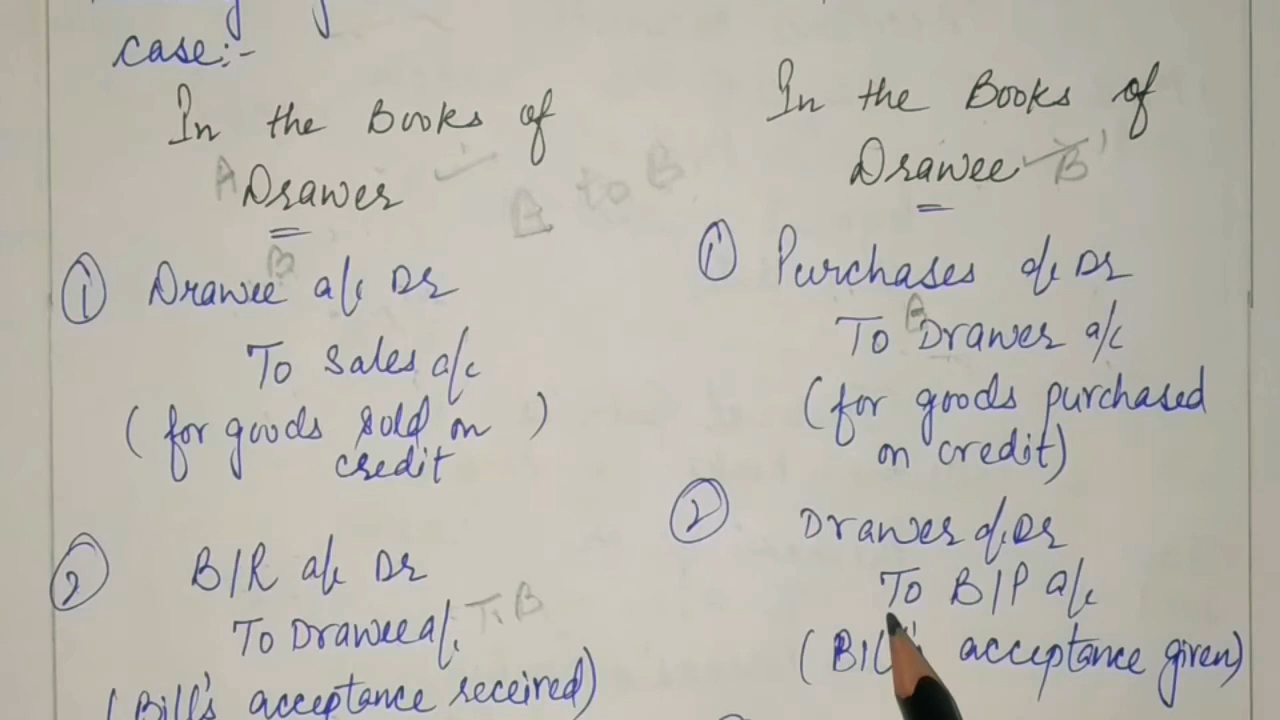 case:-
In the Books of
A Drawer
A to B
B
① Drawee a/c Dr
To Sales a/c
(for goods sold on )
credit
② B/R a/c Dr
To Drawee a/c T. B
(Bill's acceptance received)
In the Books of
Drawee B
① Purchases a/c Dr
A
To Drawer a/c
(for goods purchased
on credit)
② Drawer a/c Dr
To B/P a/c
(Bill's acceptance given)